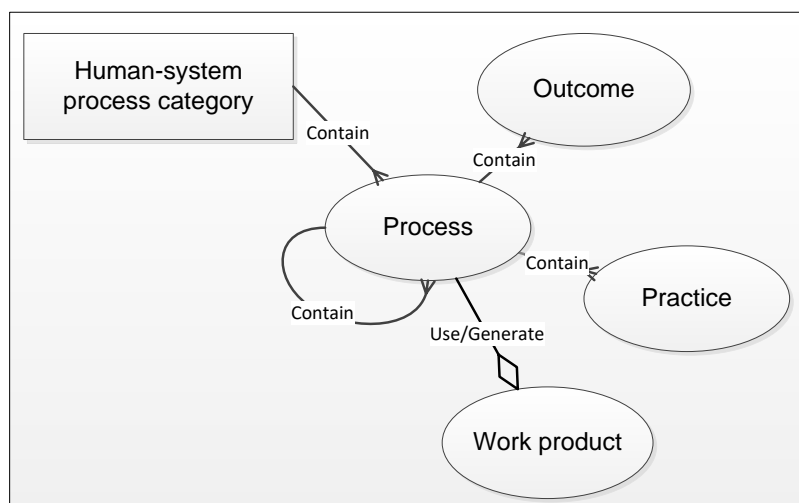 Human-system
process category
Outcome
Contain
Contain
Process
Contain
Practice
Contain
Use/Generate
Work product